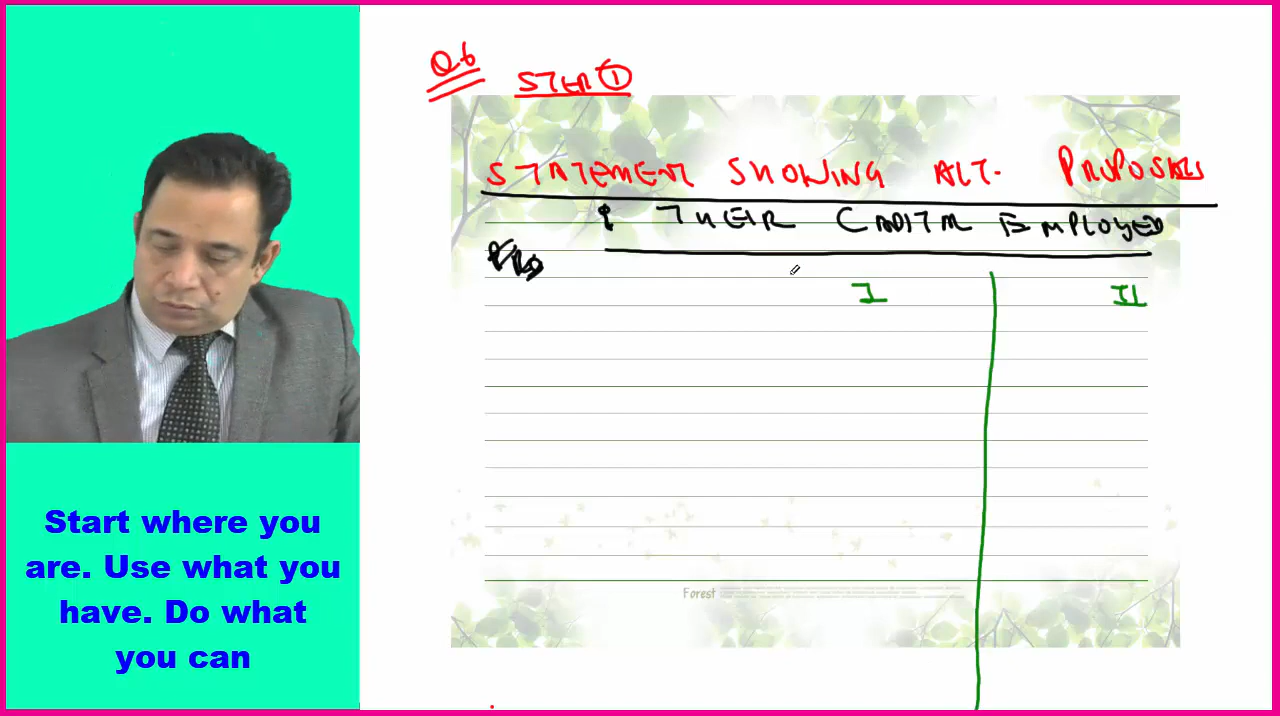 Q6
STEP ①
STATEMENT SHOWING ALT. PROPOSALS
& THEIR CAPITAL EMPLOYED
I II
Start where you
are. Use what you
have. Do what
you can
Forest